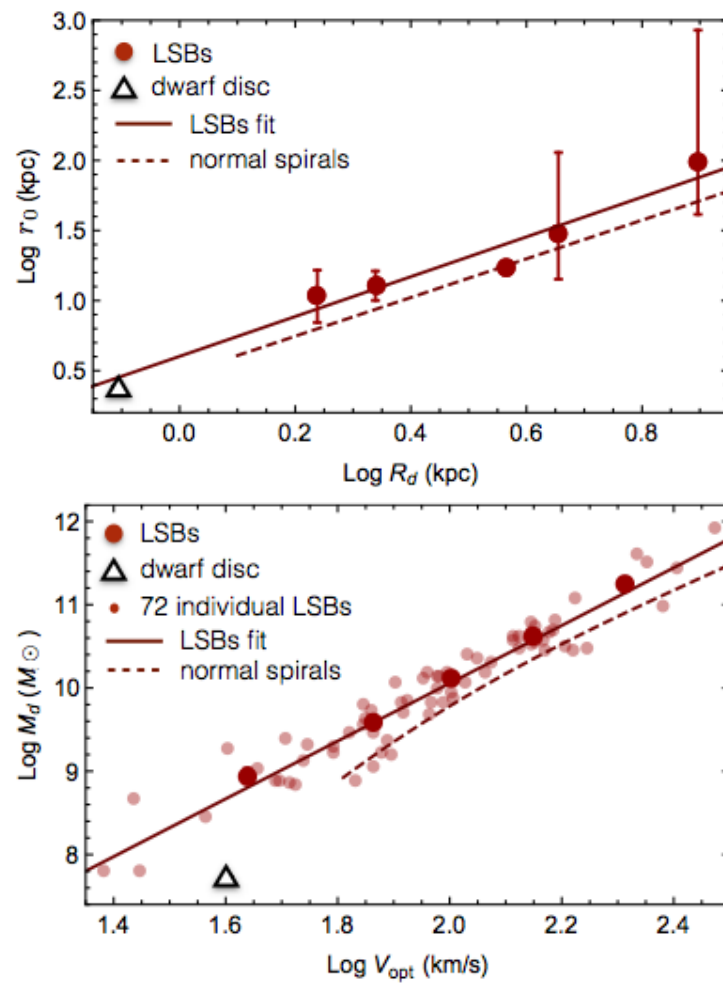 3.0
2.5
2.0
1.5
1.0
0.5
LSBs
dwarf disc
LSBs fit
normal spirals
Log r₀ (kpc)
0.0 0.2 0.4 0.6 0.8
Log R_d (kpc)
12
11
10
9
8
LSBs
dwarf disc
72 individual LSBs
LSBs fit
normal spirals
Log M_d (M☉)
1.4 1.6 1.8 2.0 2.2 2.4
Log V_opt (km/s)